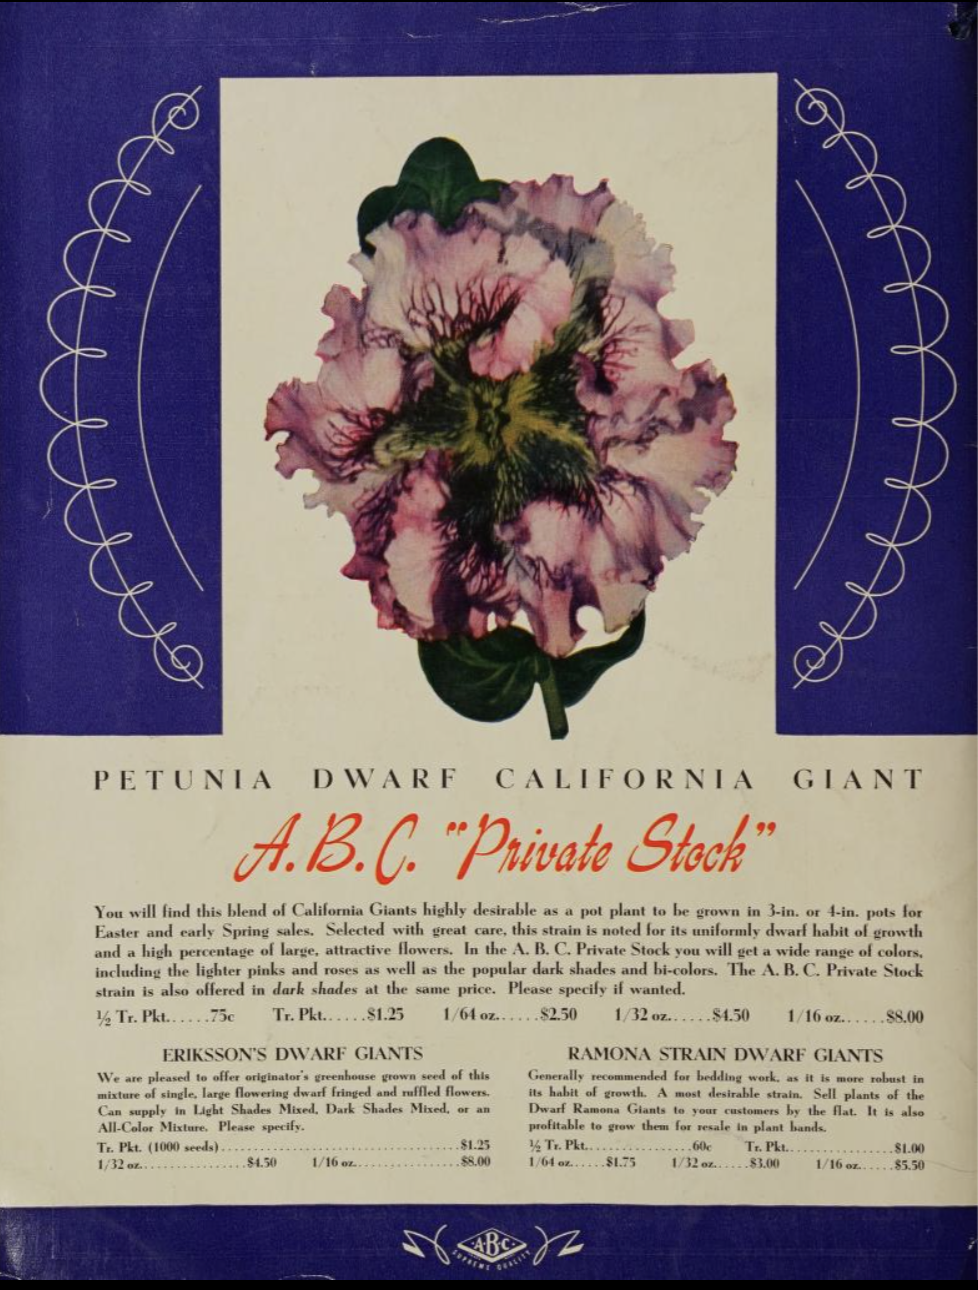 PETUNIA DWARF CALIFORNIA GIANT
A.B.C. "Private Stock"
You will find this blend of California Giants highly desirable as a pot plant to be grown in 3-in. or 4-in. pots for
Easter and early Spring sales. Selected with great care, this strain is noted for its uniformly dwarf habit of growth
and a high percentage of large, attractive flowers. In the A. B. C. Private Stock you will get a wide range of colors,
including the lighter pinks and roses as well as the popular dark shades and bi-colors. The A. B. C. Private Stock
strain is also offered in dark shades at the same price. Please specify if wanted.
½ Tr. Pkt......75c Tr. Pkt......$1.25 1/64 oz......$2.50 1/32 oz......$4.50 1/16 oz......$8.00
ERIKSSON'S DWARF GIANTS
We are pleased to offer originator's greenhouse grown seed of this
mixture of single, large flowering dwarf fringed and ruffled flowers.
Can supply in Light Shades Mixed, Dark Shades Mixed, or an
All-Color Mixture. Please specify.
Tr. Pkt. (1000 seeds)........................................$1.25
1/32 oz.................$4.50 1/16 oz.................$8.00
RAMONA STRAIN DWARF GIANTS
Generally recommended for bedding work, as it is more robust in
its habit of growth. A most desirable strain. Sell plants of the
Dwarf Ramona Giants to your customers by the flat. It is also
profitable to grow them for resale in plant bands.
½ Tr. Pkt.................60c Tr. Pkt.................$1.00
1/64 oz......$1.75 1/32 oz......$3.00 1/16 oz......$5.50
·A·B·C·
SUPREME QUALITY